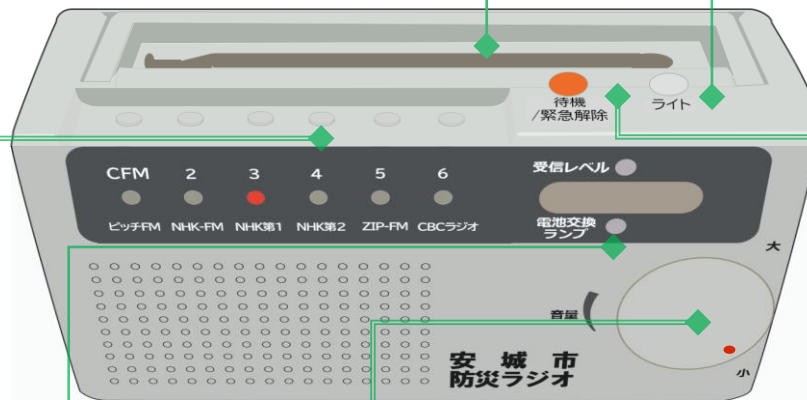 待機
/緊急解除
ライト
CFM 2 3 4 5 6
受信レベル
ピッチFM NHK-FM NHK第1 NHK第2 ZIP-FM CBCラジオ
電池交換
ランプ
大
音量
小
安城市
防災ラジオ